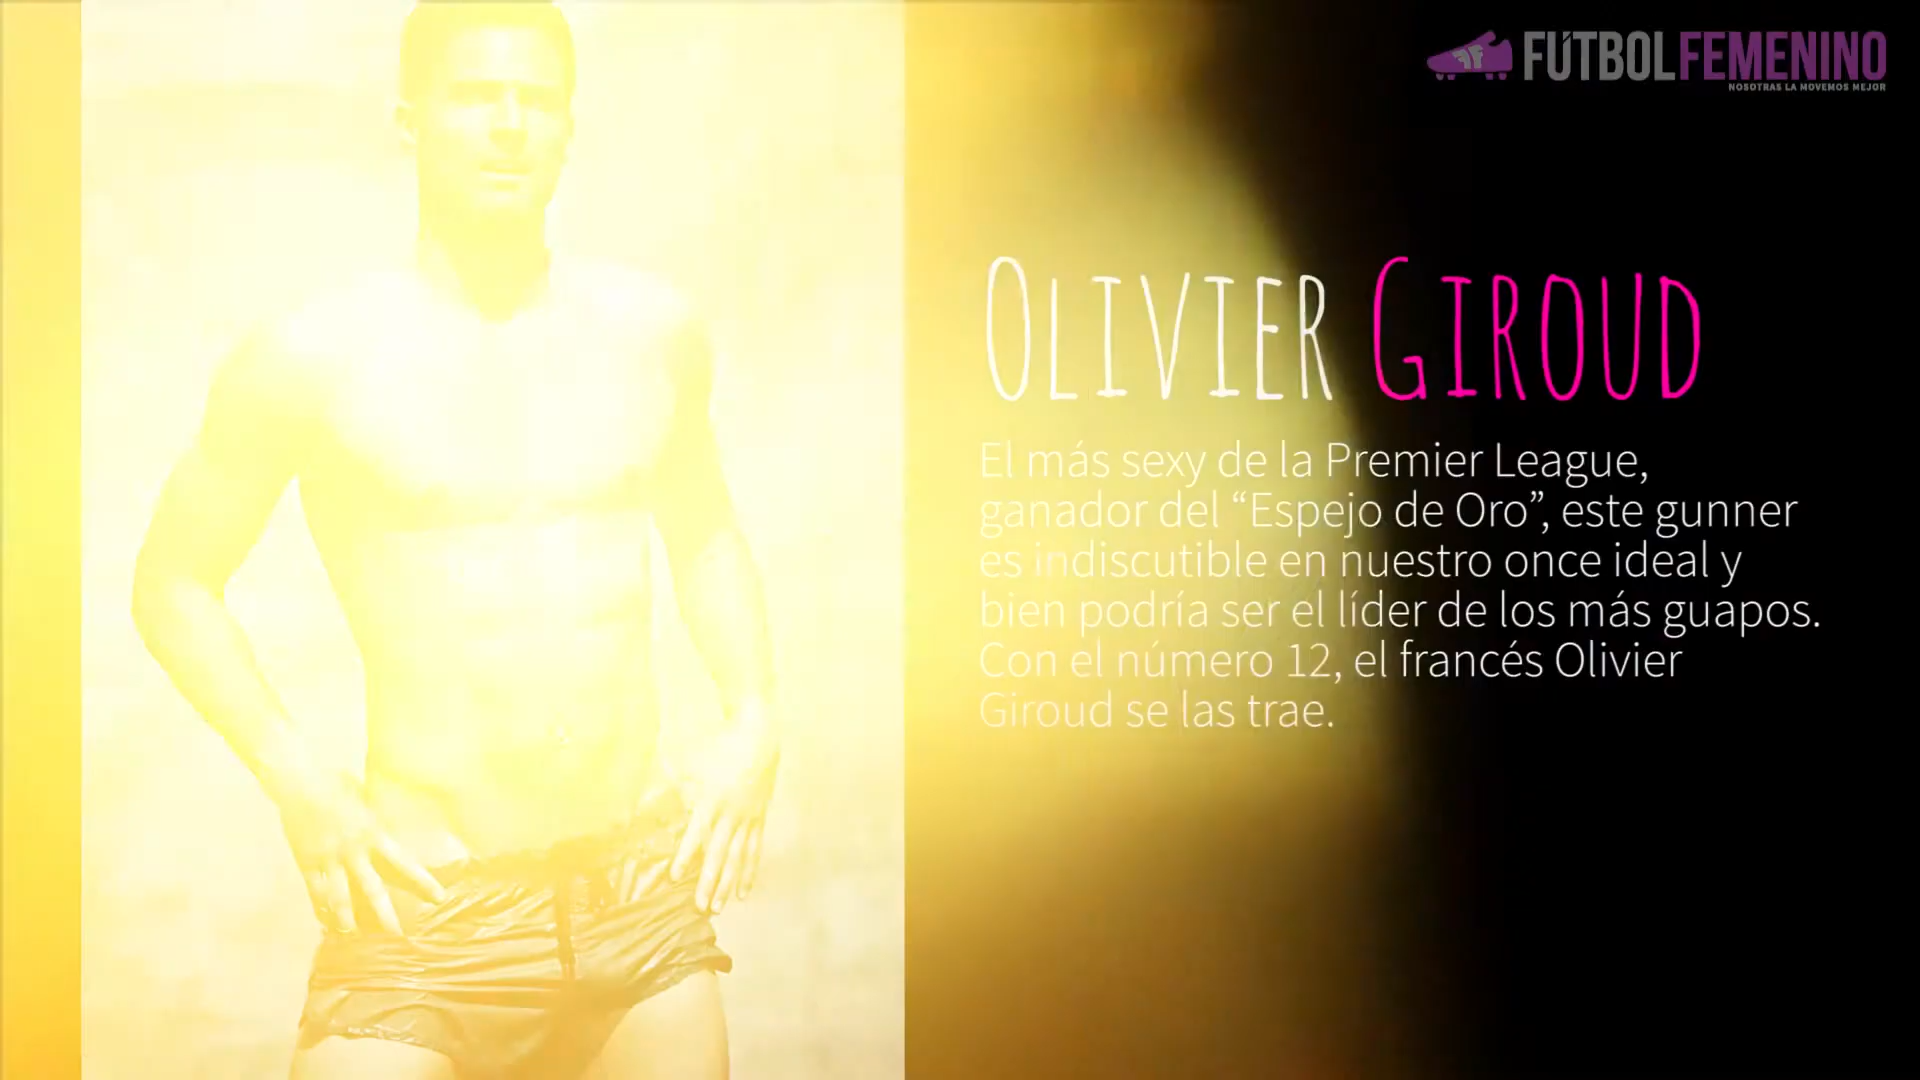 FÚTBOLFEMENINO
NOSOTRAS LA MOVEMOS MEJOR
OLIVIER GIROUD
El más sexy de la Premier League,
ganador del “Espejo de Oro”, este gunner
es indiscutible en nuestro once ideal y
bien podría ser el líder de los más guapos.
Con el número 12, el francés Olivier
Giroud se las trae.